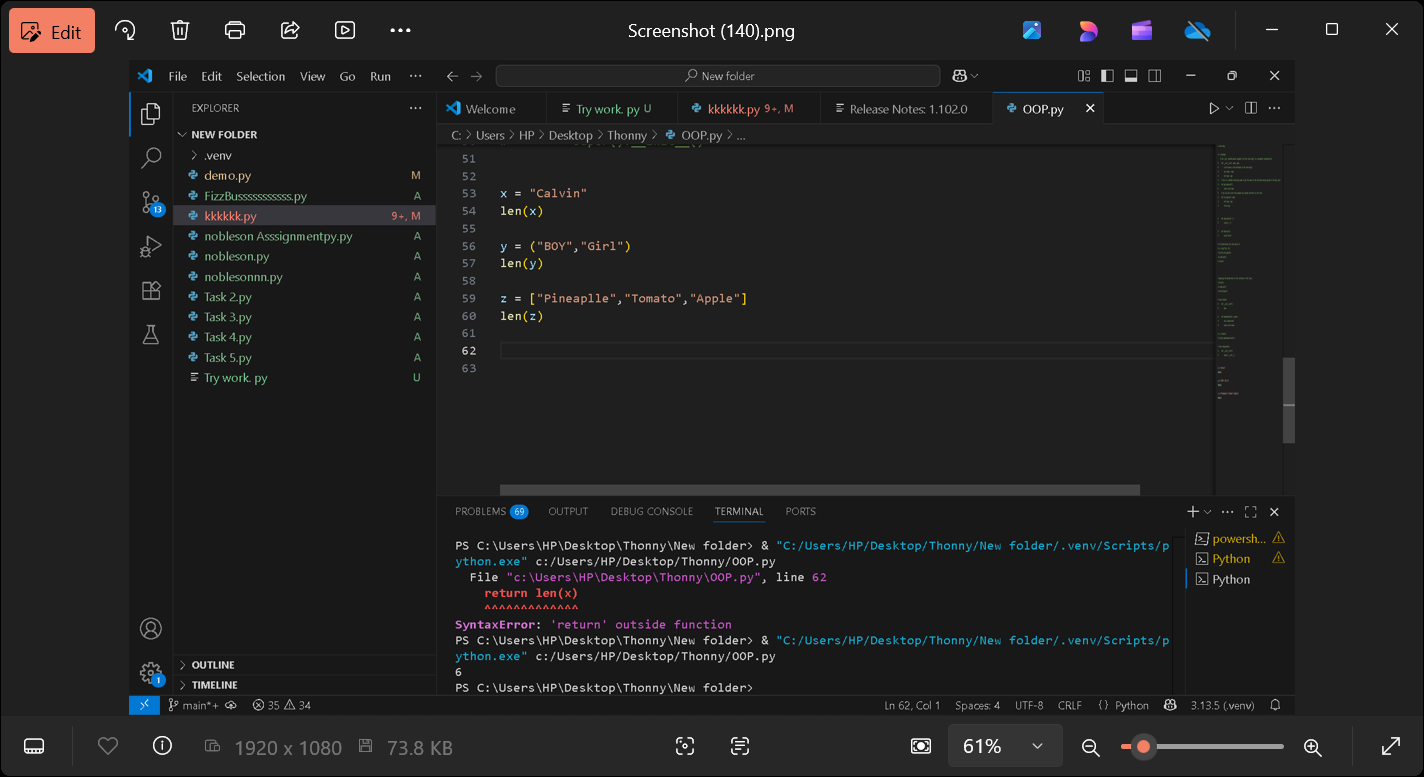 Edit
Screenshot (140).png
File Edit Selection View Go Run ...
New folder
EXPLORER
Welcome
Try work. py U
kkkkkk.py 9+, M
Release Notes: 1.102.0
OOP.py
NEW FOLDER
C: > Users > HP > Desktop > Thonny > OOP.py > ...
.venv
demo.py M
FizzBusssssssssss.py A
kkkkkk.py 9+, M
nobleson Asssignmentpy.py A
nobleson.py A
noblesonnn.py A
Task 2.py A
Task 3.py A
Task 4.py A
Task 5.py A
Try work. py U
13
51
52
53 x = "Calvin"
54 len(x)
55
56 y = ("BOY","Girl")
57 len(y)
58
59 z = ["Pineaplle","Tomato","Apple"]
60 len(z)
61
62
63
PROBLEMS 69 OUTPUT DEBUG CONSOLE TERMINAL PORTS
PS C:\Users\HP\Desktop\Thonny\New folder> & "C:/Users/HP/Desktop/Thonny/New folder/.venv/Scripts/p
ython.exe" c:/Users/HP/Desktop/Thonny/OOP.py
File "c:\Users\HP\Desktop\Thonny\OOP.py", line 62
return len(x)
^^^^^^^^^^^^^
SyntaxError: 'return' outside function
PS C:\Users\HP\Desktop\Thonny\New folder> & "C:/Users/HP/Desktop/Thonny/New folder/.venv/Scripts/p
ython.exe" c:/Users/HP/Desktop/Thonny/OOP.py
6
PS C:\Users\HP\Desktop\Thonny\New folder>
powersh...
Python
Python
OUTLINE
TIMELINE
1
main*+ 35 34
Ln 62, Col 1 Spaces: 4 UTF-8 CRLF {} Python 3.13.5 (.venv)
1920 x 1080 73.8 KB
61%